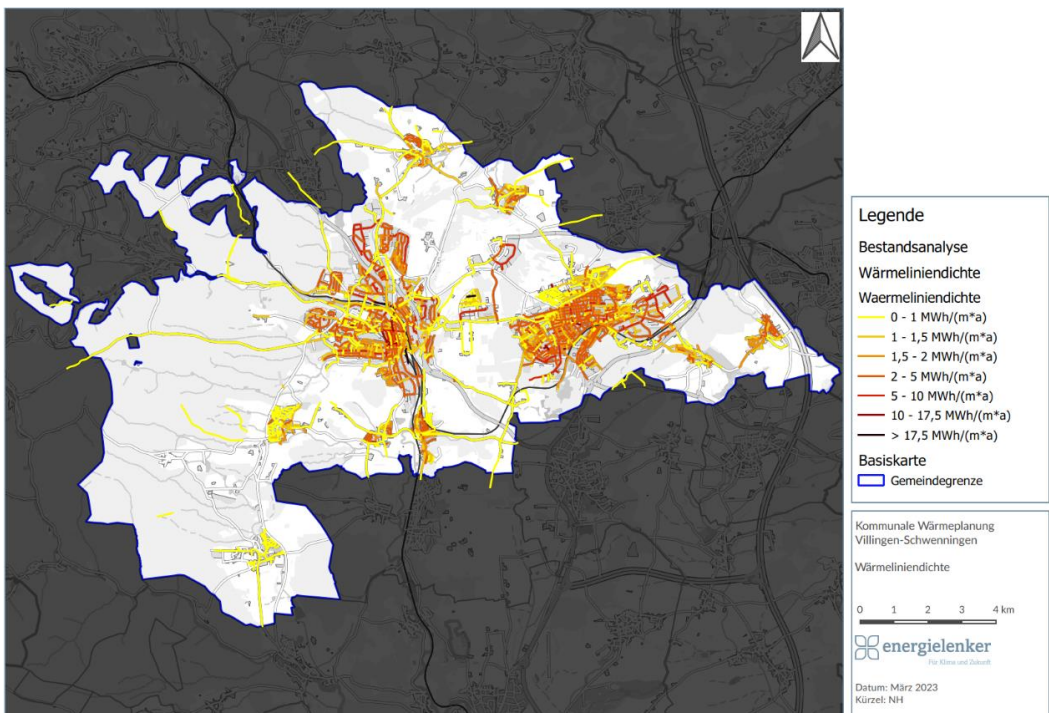 Legende
Bestandsanalyse
Wärmeliniendichte
Waermeliniendichte
0 - 1 MWh/(m*a)
1 - 1,5 MWh/(m*a)
1,5 - 2 MWh/(m*a)
2 - 5 MWh/(m*a)
5 - 10 MWh/(m*a)
10 - 17,5 MWh/(m*a)
> 17,5 MWh/(m*a)
Basiskarte
Gemeindegrenze
Kommunale Wärmeplanung
Villingen-Schwenningen
Wärmeliniendichte
0 1 2 3 4 km
energielenker
Für Klima und Zukunft
Datum: März 2023
Kürzel: NH